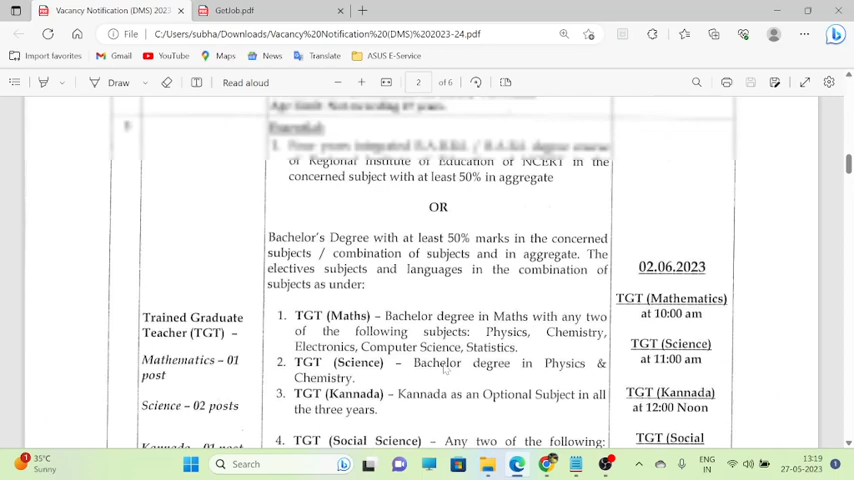 Vacancy Notification (DMS) 2023
GetJob.pdf
File
C:/Users/subha/Downloads/Vacancy%20Notification%20(DMS)%202023-24.pdf
Import favorites
Gmail
YouTube
Maps
News
Translate
ASUS E-Service
Draw
Read aloud
2
of 6
of Regional Institute of Education of NCERT in the
concerned subject with at least 50% in aggregate
OR
Bachelor's Degree with at least 50% marks in the concerned
subjects / combination of subjects and in aggregate. The
electives subjects and languages in the combination of
subjects as under:
Trained Graduate
Teacher (TGT) –
Mathematics – 01
post
Science – 02 posts
Kannada – 01 post
1. TGT (Maths) – Bachelor degree in Maths with any two
of the following subjects: Physics, Chemistry,
Electronics, Computer Science, Statistics.
2. TGT (Science) – Bachelor degree in Physics &
Chemistry.
3. TGT (Kannada) – Kannada as an Optional Subject in all
the three years.
4. TGT (Social Science) – Any two of the following:
02.06.2023
TGT (Mathematics)
at 10:00 am
TGT (Science)
at 11:00 am
TGT (Kannada)
at 12:00 Noon
TGT (Social
35°C
Sunny
Search
ENG
IN
13:19
27-05-2023